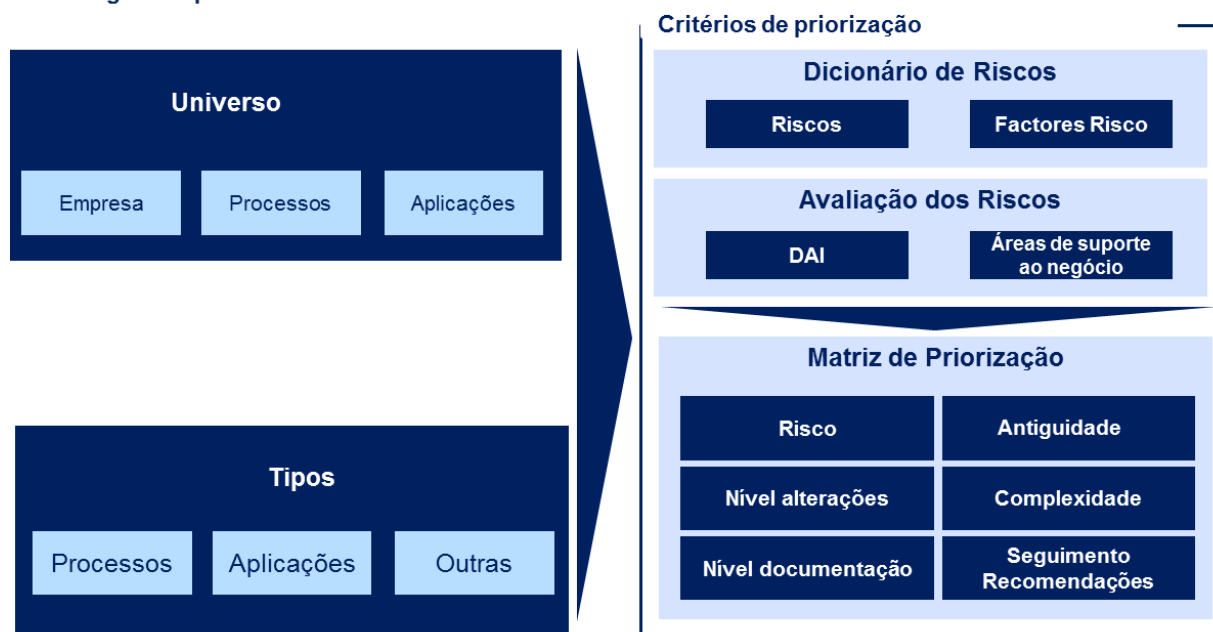 Critérios de priorização
Universo
Empresa
Processos
Aplicações
Tipos
Processos
Aplicações
Outras
Dicionário de Riscos
Riscos
Factores Risco
Avaliação dos Riscos
DAI
Áreas de suporte
ao negócio
Matriz de Priorização
Risco
Antiguidade
Nível alterações
Complexidade
Nível documentação
Seguimento
Recomendações